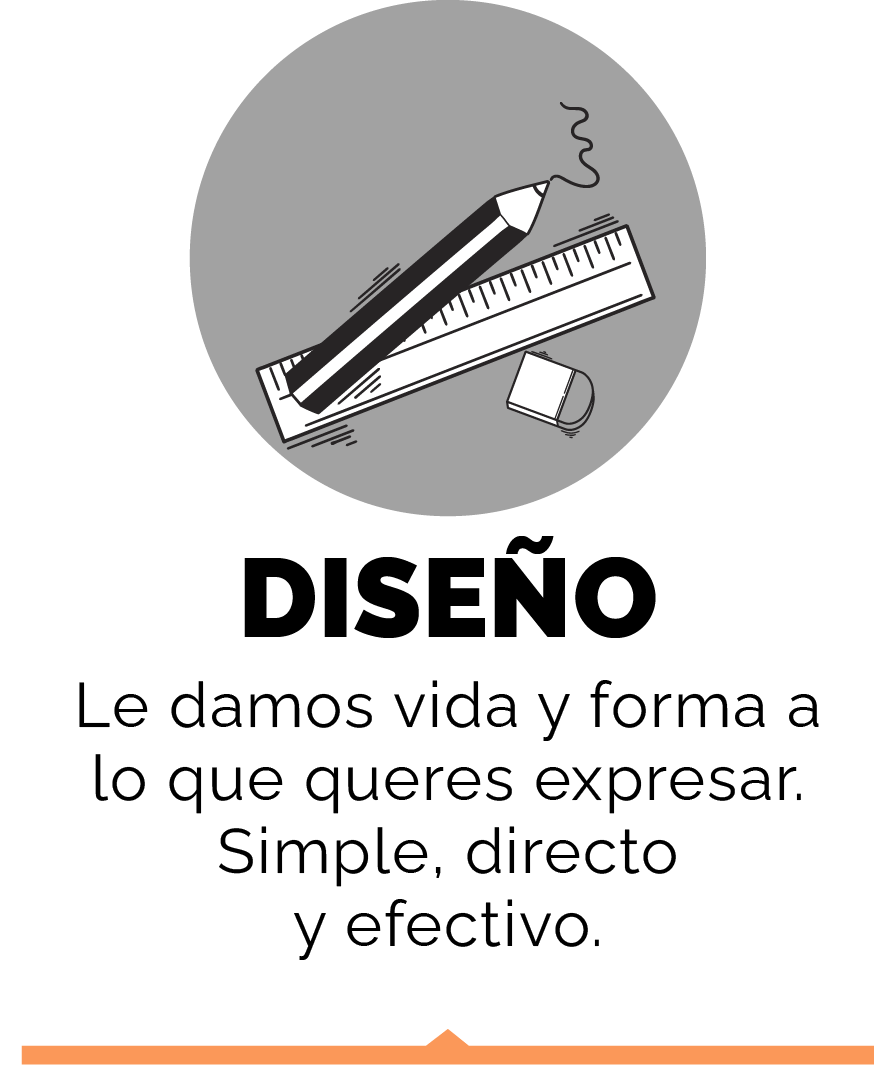 DISEÑO
Le damos vida y forma a
lo que queres expresar.
Simple, directo
y efectivo.